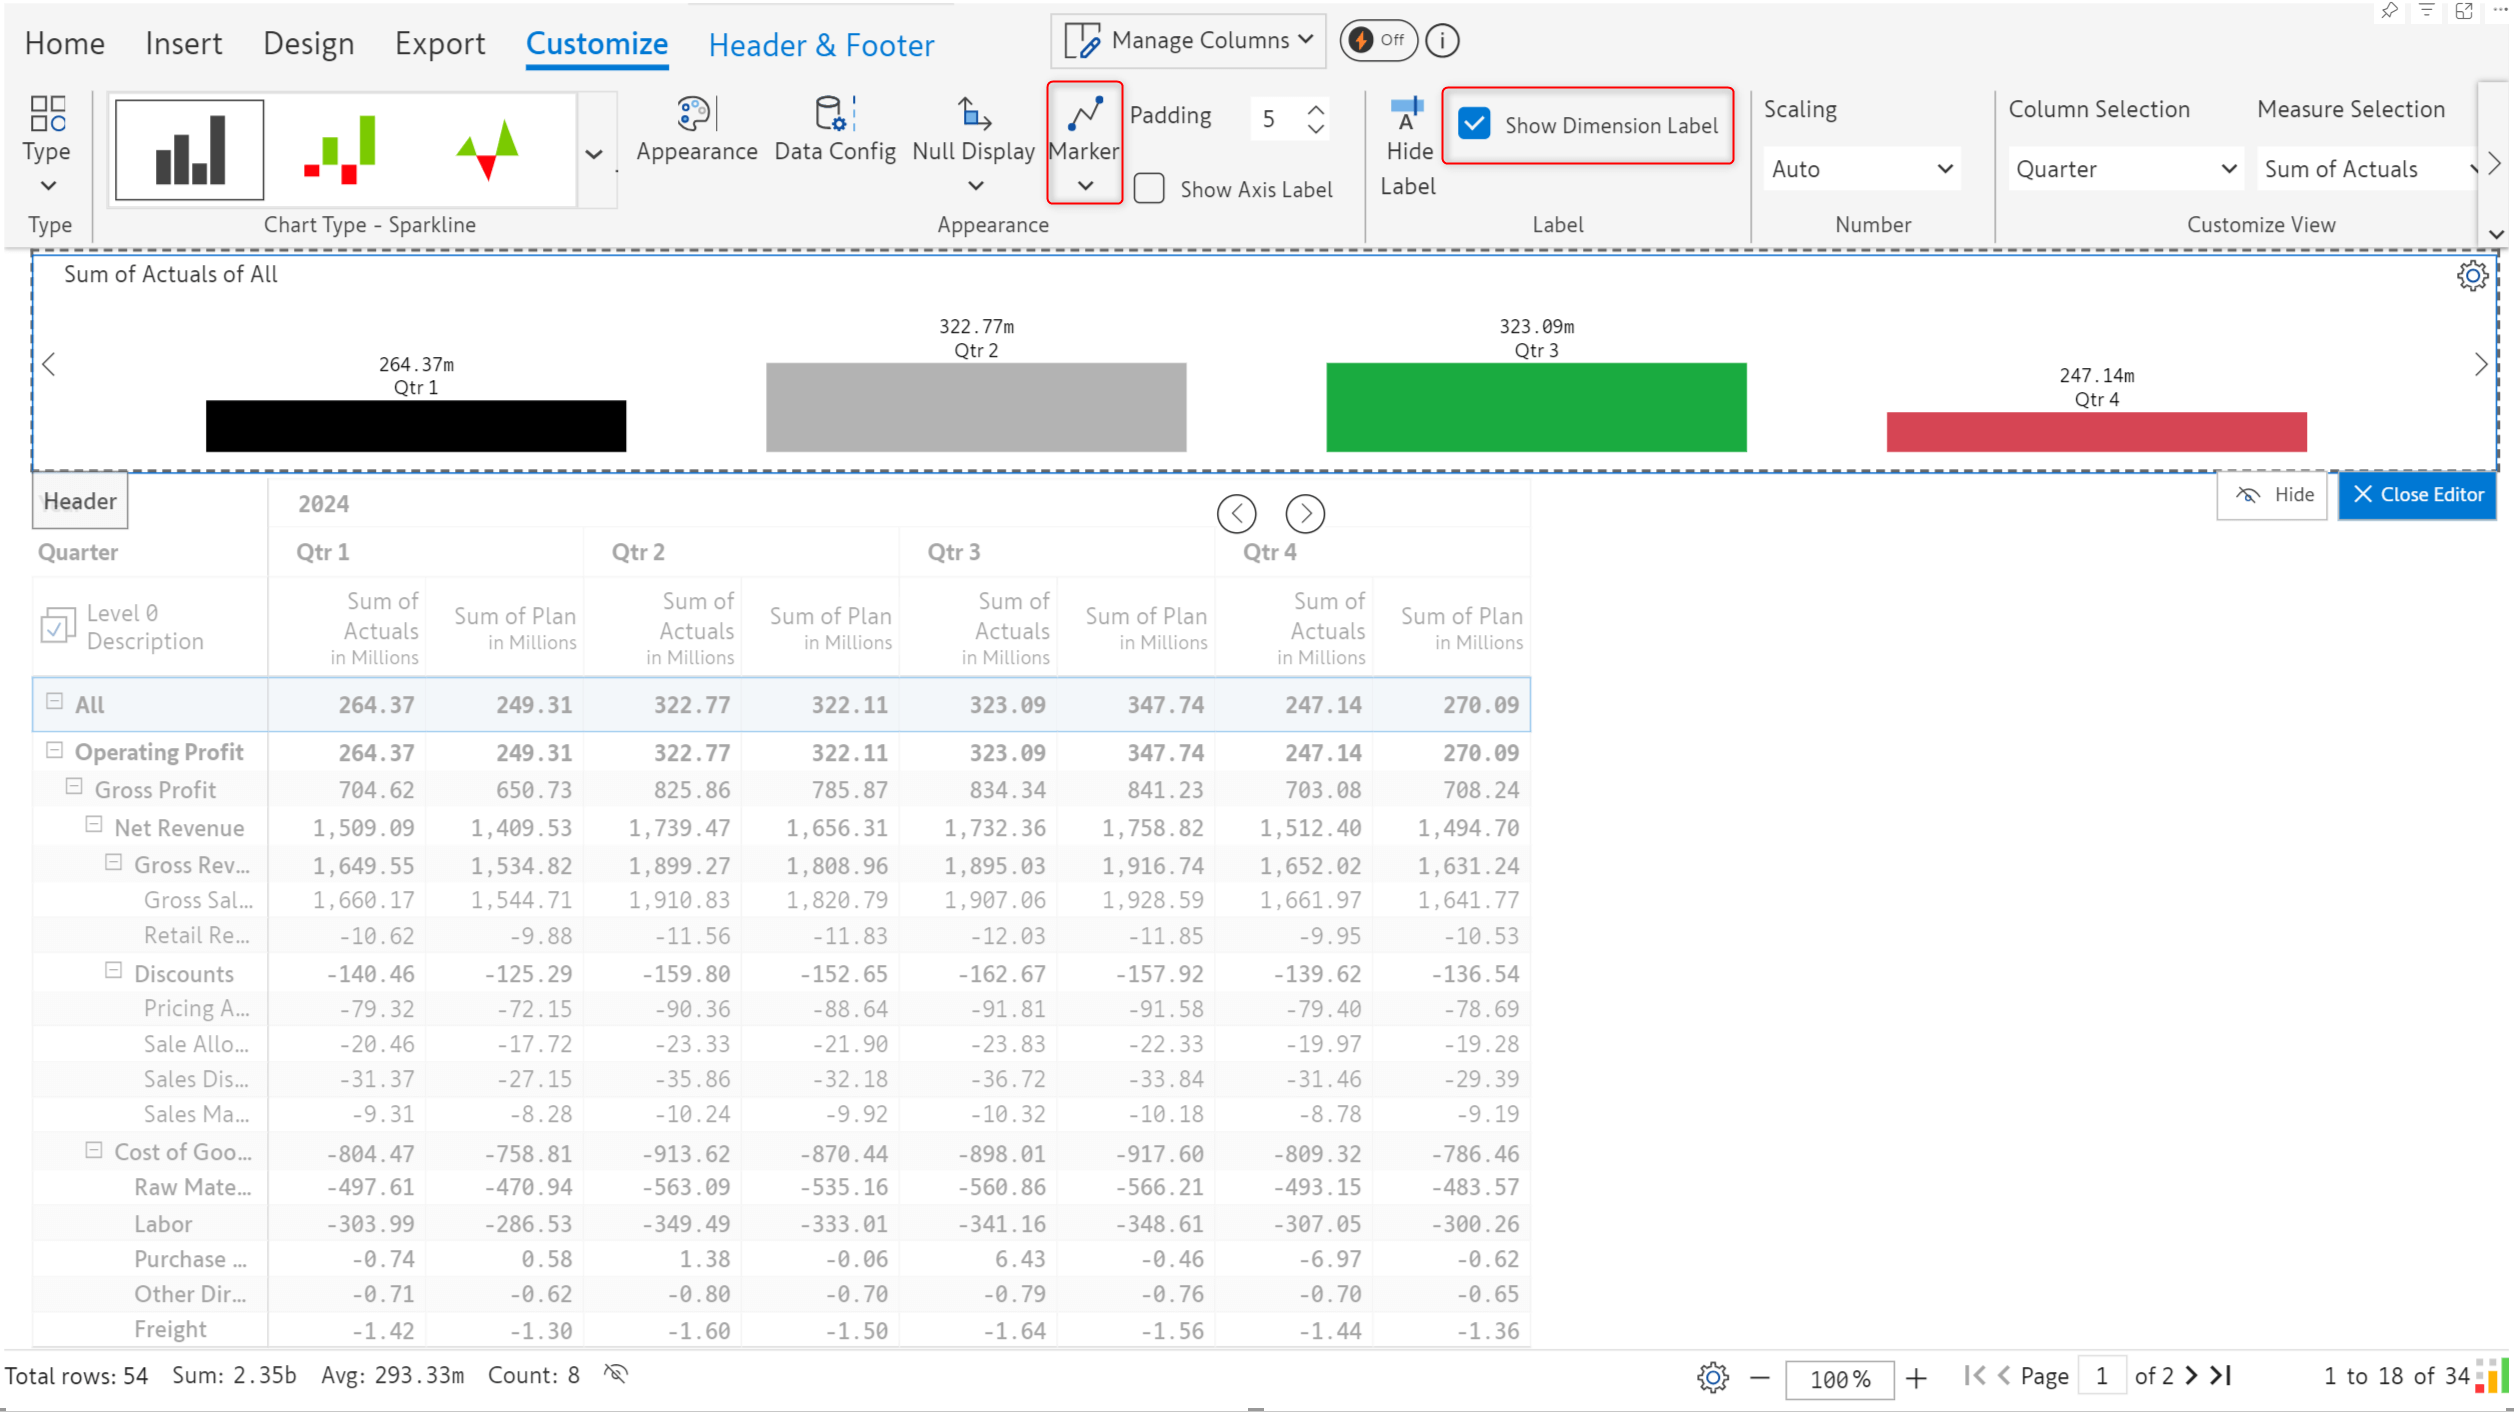 Home Insert Design Export Customize Header & Footer Manage Columns Off i
Type
Type
Chart Type - Sparkline
Appearance Data Config Null Display Marker
Padding 5
Show Axis Label
Appearance
Hide Label
Show Dimension Label
Label
Scaling
Auto
Number
Column Selection Measure Selection
Quarter Sum of Actuals
Customize View
Sum of Actuals of All
264.37m
Qtr 1
322.77m
Qtr 2
323.09m
Qtr 3
247.14m
Qtr 4
Header 2024 Hide Close Editor
Quarter Qtr 1 Qtr 2 Qtr 3 Qtr 4
Level 0 Description
Sum of Actuals in Millions Sum of Plan in Millions Sum of Actuals in Millions Sum of Plan in Millions Sum of Actuals in Millions Sum of Plan in Millions Sum of Actuals in Millions Sum of Plan in Millions
All 264.37 249.31 322.77 322.11 323.09 347.74 247.14 270.09
Operating Profit 264.37 249.31 322.77 322.11 323.09 347.74 247.14 270.09
Gross Profit 704.62 650.73 825.86 785.87 834.34 841.23 703.08 708.24
Net Revenue 1,509.09 1,409.53 1,739.47 1,656.31 1,732.36 1,758.82 1,512.40 1,494.70
Gross Rev... 1,649.55 1,534.82 1,899.27 1,808.96 1,895.03 1,916.74 1,652.02 1,631.24
Gross Sal... 1,660.17 1,544.71 1,910.83 1,820.79 1,907.06 1,928.59 1,661.97 1,641.77
Retail Re... -10.62 -9.88 -11.56 -11.83 -12.03 -11.85 -9.95 -10.53
Discounts -140.46 -125.29 -159.80 -152.65 -162.67 -157.92 -139.62 -136.54
Pricing A... -79.32 -72.15 -90.36 -88.64 -91.81 -91.58 -79.40 -78.69
Sale Allo... -20.46 -17.72 -23.33 -21.90 -23.83 -22.33 -19.97 -19.28
Sales Dis... -31.37 -27.15 -35.86 -32.18 -36.72 -33.84 -31.46 -29.39
Sales Ma... -9.31 -8.28 -10.24 -9.92 -10.32 -10.18 -8.78 -9.19
Cost of Goo... -804.47 -758.81 -913.62 -870.44 -898.01 -917.60 -809.32 -786.46
Raw Mate... -497.61 -470.94 -563.09 -535.16 -560.86 -566.21 -493.15 -483.57
Labor -303.99 -286.53 -349.49 -333.01 -341.16 -348.61 -307.05 -300.26
Purchase ... -0.74 0.58 1.38 -0.06 6.43 -0.46 -6.97 -0.62
Other Dir... -0.71 -0.62 -0.80 -0.70 -0.79 -0.76 -0.70 -0.65
Freight -1.42 -1.30 -1.60 -1.50 -1.64 -1.56 -1.44 -1.36
Total rows: 54 Sum: 2.35b Avg: 293.33m Count: 8 100% Page 1 of 2 1 to 18 of 34